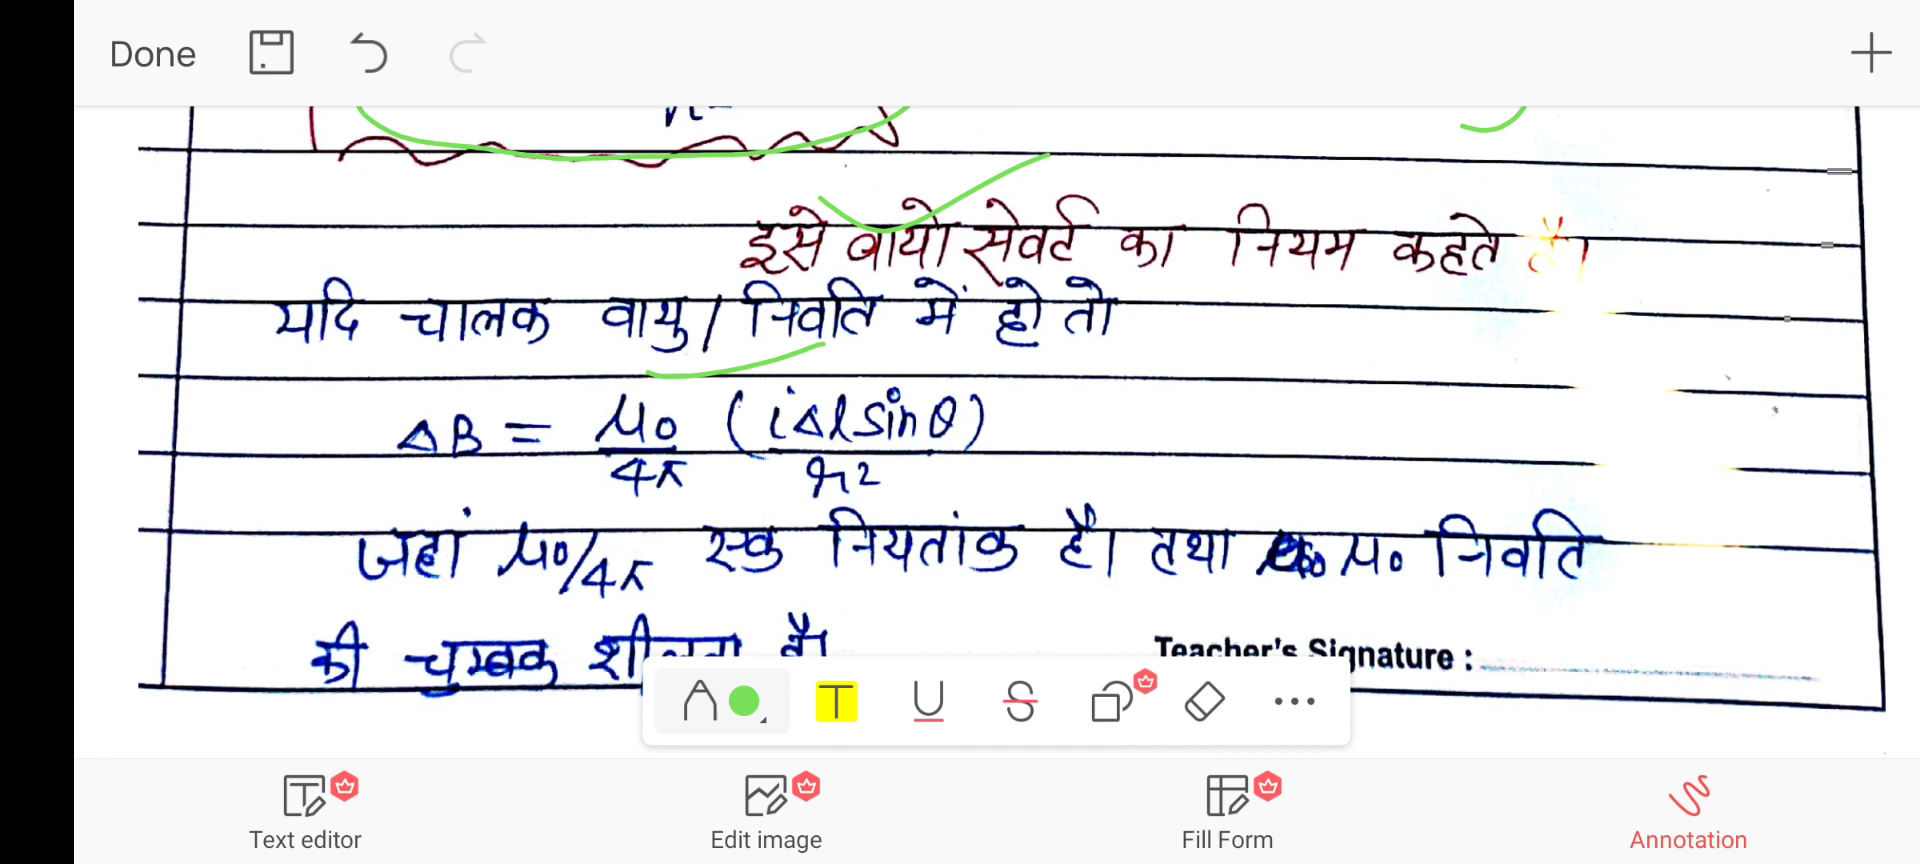 Done
इसे वायो सेवर्ट का नियम कहते है।
यदि चालक वायु / निर्वात में हो तो
ΔB = μ0/4π (iΔl sinθ)/r2
जहां μ0/4π एक नियतांक है। तथा μ0 निर्वात
की चुम्बक शीलता है।
Teacher's Signature :
Text editor
Edit image
Fill Form
Annotation